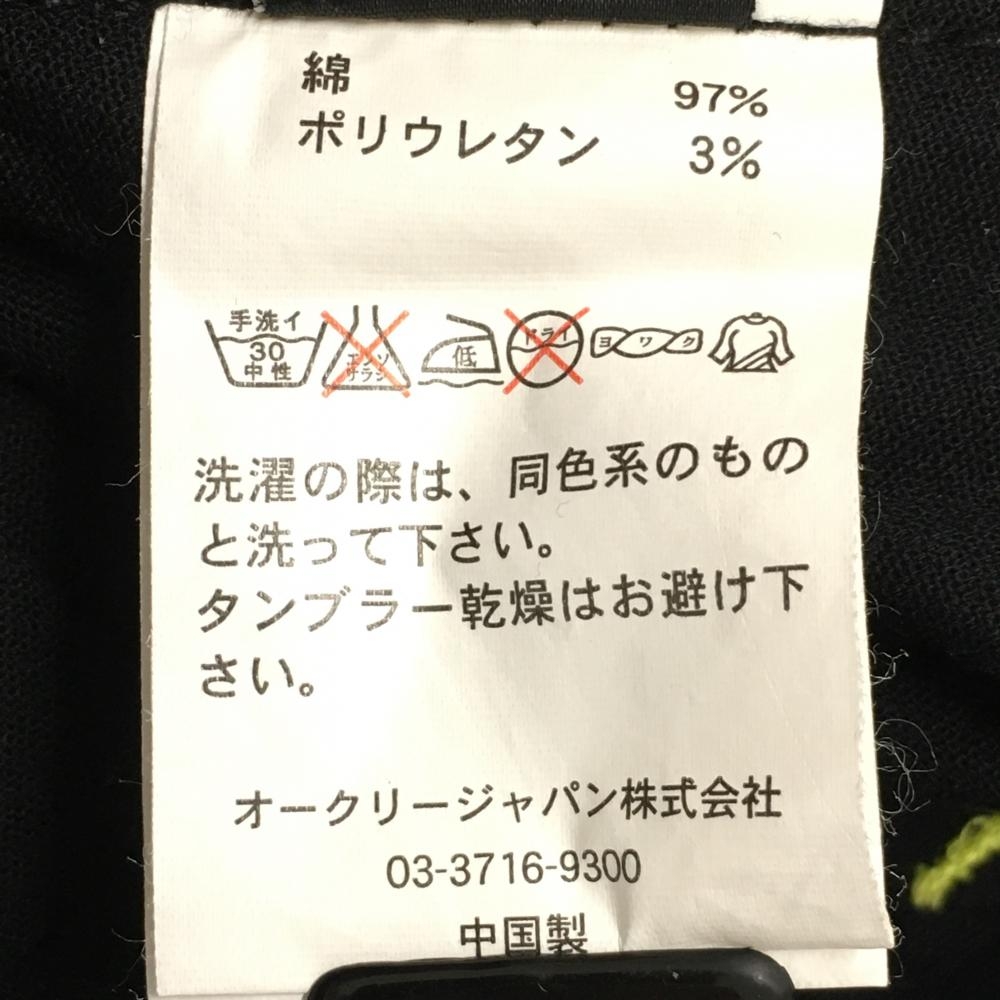 綿 97%
ポリウレタン 3%
手洗イ
30
中性
エンソ
サラシ
低
ドライ
ヨワク
洗濯の際は、同色系のもの
と洗って下さい。
タンブラー乾燥はお避け下
さい。
オークリージャパン株式会社
03-3716-9300
中国製